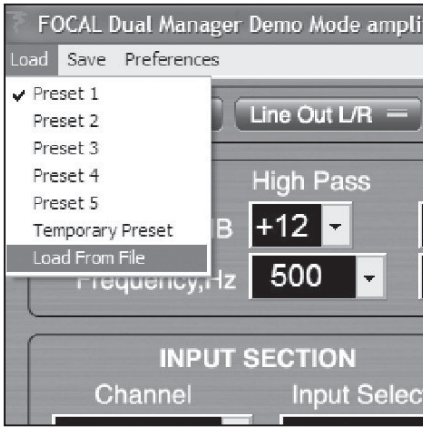 FOCAL Dual Manager Demo Mode ampli
Load Save Preferences
✔ Preset 1
Preset 2
Preset 3
Preset 4
Preset 5
Temporary Preset
Load From File
Line Out L/R
High Pass
+12
Frequency,Hz 500
INPUT SECTION
Channel Input Selec